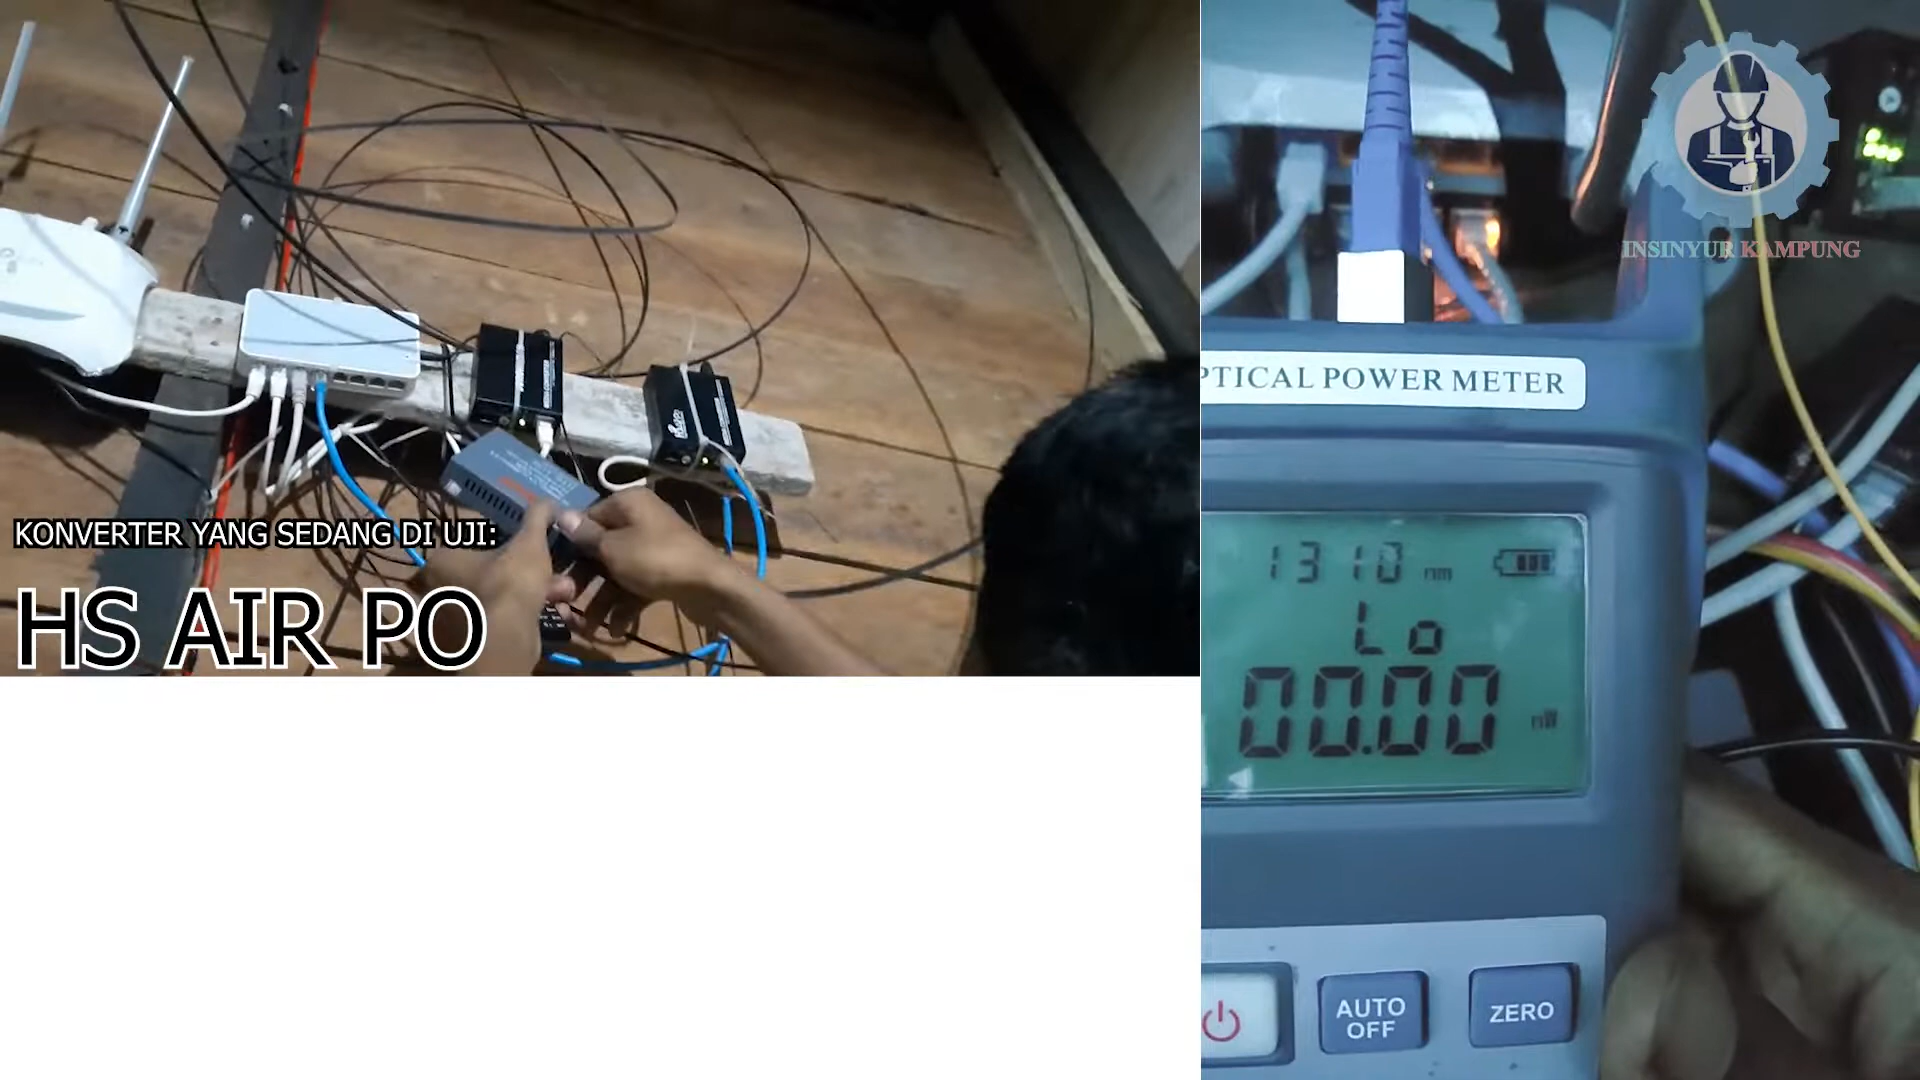 KONVERTER YANG SEDANG DI UJI:
HS AIR PO
INSINYUR KAMPUNG
PTICAL POWER METER
1310 nm
Lo
00.00 nW
AUTO OFF
ZERO